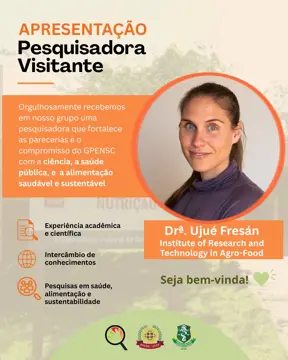 APRESENTAÇÃO
Pesquisadora
Visitante
Orgulhosamente recebemos
em nosso grupo uma
pesquisadora que fortalece
as parcerias e o
compromisso do GPENSC
com a ciência, a saúde
pública, e a alimentação
saudável e sustentável
NUTRIÇÃO
Experiência acadêmica
e científica
Intercâmbio de
conhecimentos
Pesquisas em saúde,
alimentação e
sustentabilidade
Drª. Ujué Fresán
Institute of Research and
Technology in Agro-Food
Seja bem-vinda!